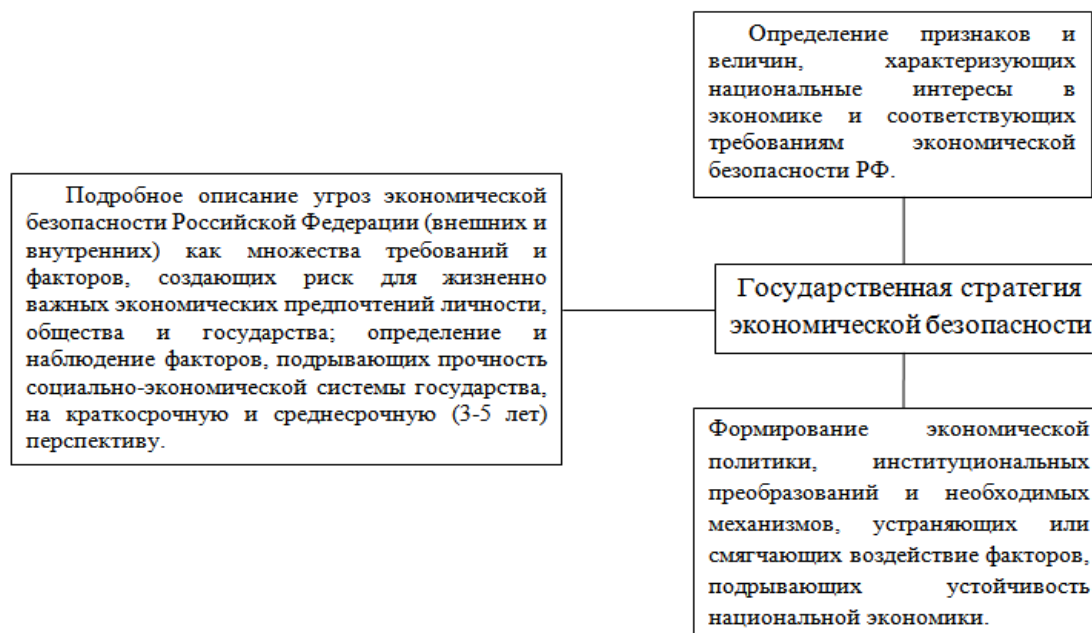 Определение признаков и
величин, характеризующих
национальные интересы в
экономике и соответствующих
требованиям экономической
безопасности РФ.
Подробное описание угроз экономической
безопасности Российской Федерации (внешних и
внутренних) как множества требований и
факторов, создающих риск для жизненно
важных экономических предпочтений личности,
общества и государства; определение и
наблюдение факторов, подрывающих прочность
социально-экономической системы государства,
на краткосрочную и среднесрочную (3-5 лет)
перспективу.
Государственная стратегия
экономической безопасности
Формирование экономической
политики, институциональных
преобразований и необходимых
механизмов, устраняющих или
смягчающих воздействие факторов,
подрывающих устойчивость
национальной экономики.